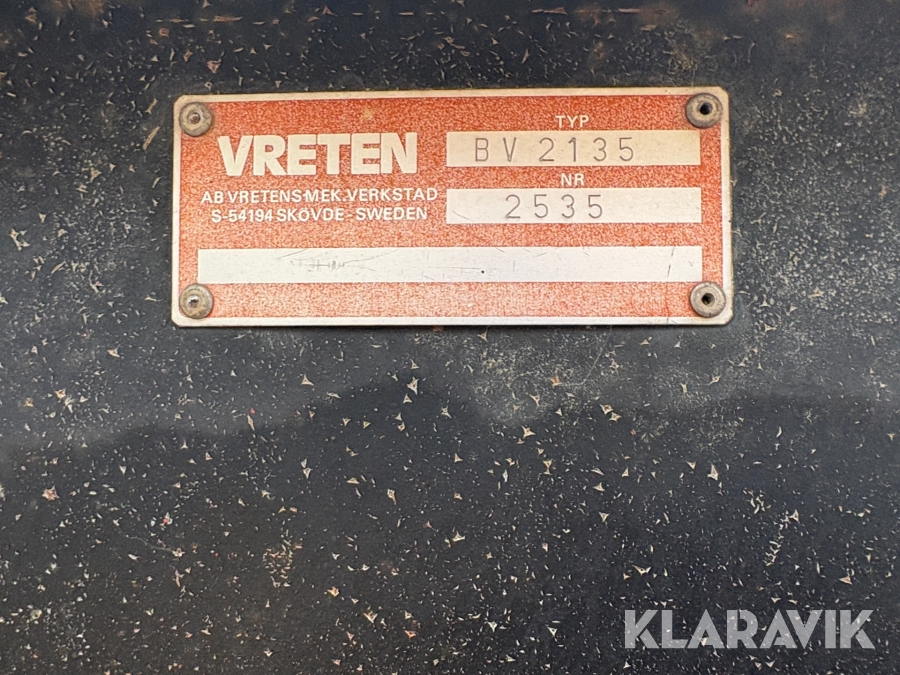 VRETEN
AB VRETENS MEK. VERKSTAD
S-54194 SKÖVDE - SWEDEN
TYP
BV 2135
NR
2535
KLARAVIK